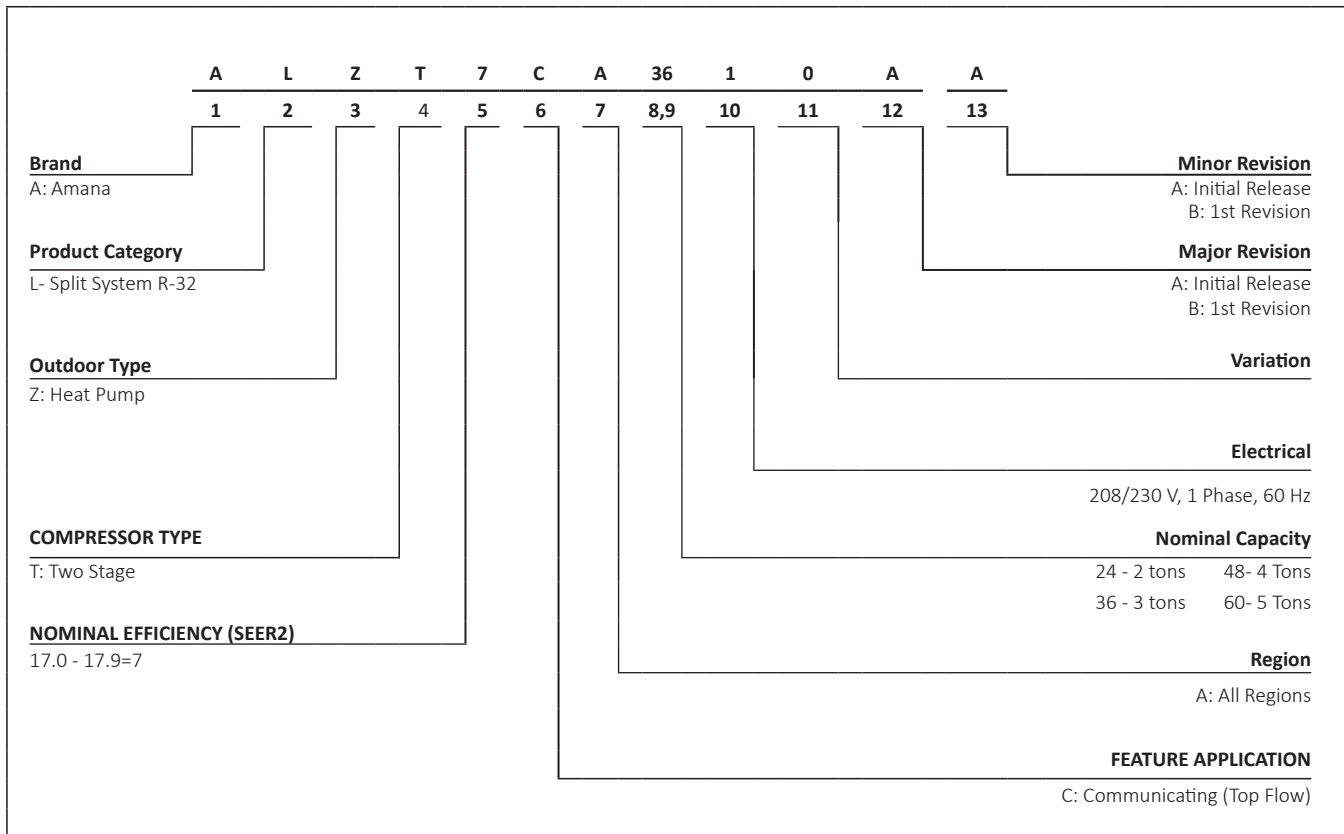 A L Z T 7 C A 36 1 0 A A
1 2 3 4 5 6 7 8,9 10 11 12 13
Brand
A: Amana
Product Category
L- Split System R-32
Outdoor Type
Z: Heat Pump
COMPRESSOR TYPE
T: Two Stage
NOMINAL EFFICIENCY (SEER2)
17.0 - 17.9=7
Minor Revision
A: Initial Release
B: 1st Revision
Major Revision
A: Initial Release
B: 1st Revision
Variation
Electrical
208/230 V, 1 Phase, 60 Hz
Nominal Capacity
24 - 2 tons 48- 4 Tons
36 - 3 tons 60- 5 Tons
Region
A: All Regions
FEATURE APPLICATION
C: Communicating (Top Flow)